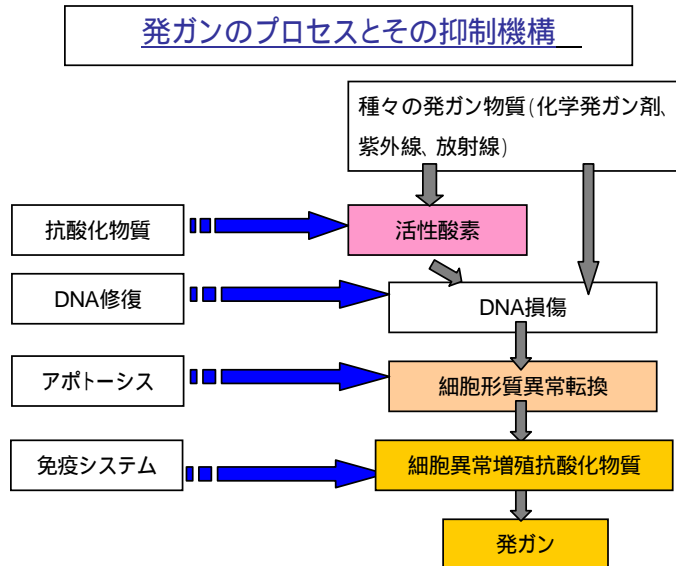 発ガンのプロセスとその抑制機構
種々の発ガン物質(化学発ガン剤、
紫外線、放射線)
抗酸化物質
活性酸素
DNA修復
DNA損傷
アポトーシス
細胞形質異常転換
免疫システム
細胞異常増殖抗酸化物質
発ガン